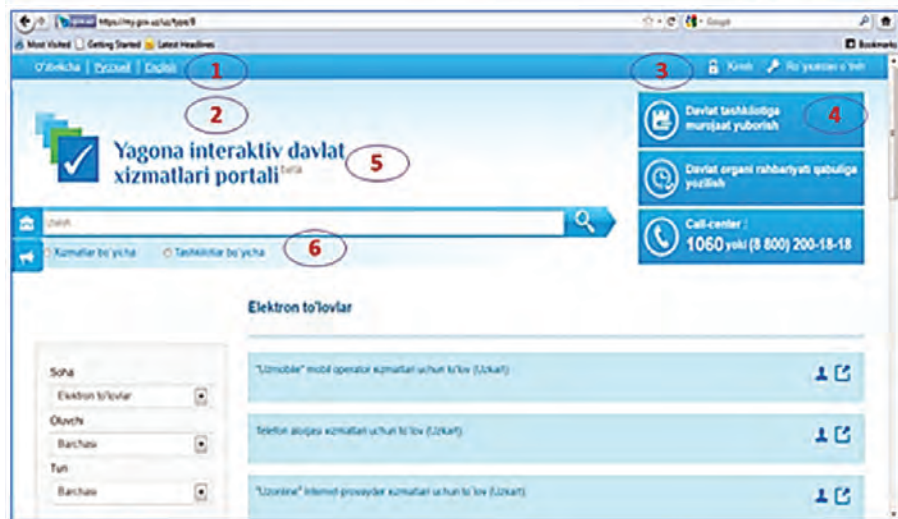 https://my.gov.uz/uz/type/8
Google
Most Visited Getting Started Latest Headlines
Bookmarks
O'zbekcha | Русский | English
1
3
Kirish Ro'yxatdan o'tish
2
Davlat tashkilotiga
murojaat yuborish
4
Yagona interaktiv davlat
xizmatlari portali beta
5
Davlat organi rahbariyati qabuliga
yozilish
Call-center :
1060 yoki (8 800) 200-18-18
Izlash
Xizmatlar bo'yicha Tashkilotlar bo'yicha
6
Elektron to'lovlar
Soha
Elektron to'lovlar
Oluvchi
Barchasi
Turi
Barchasi
"Uzmobile" mobil operator xizmatlari uchun to'lov (Uzkart)
Telefon aloqasi xizmatlari uchun to'lov (Uzkart)
"Uzonline" Internet-provayder xizmatlari uchun to'lov (Uzkart)